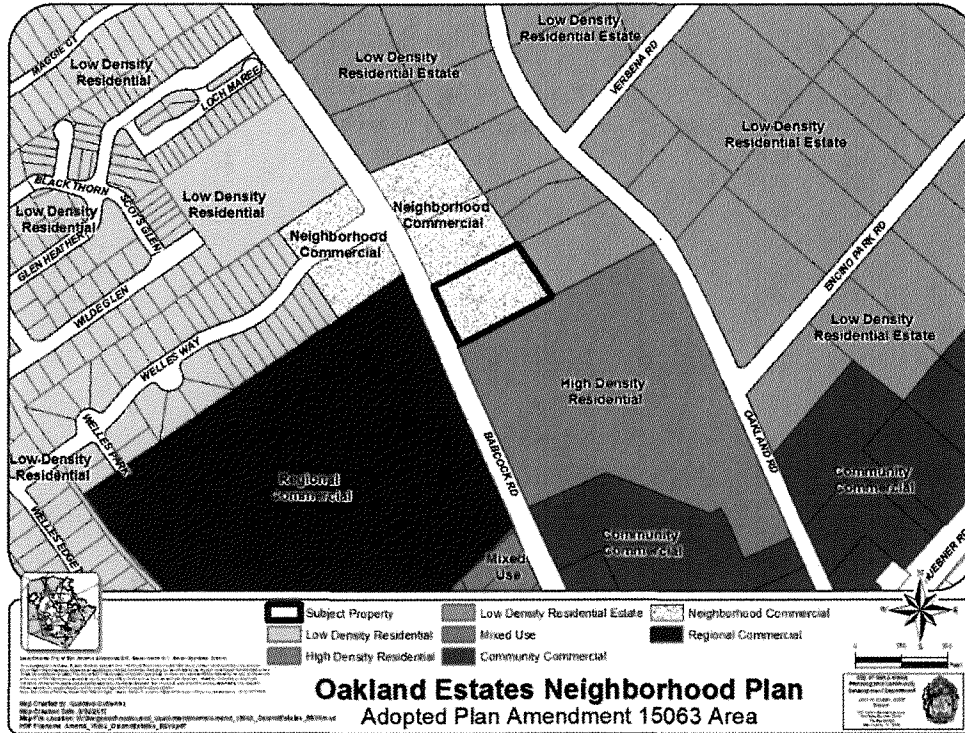 MAGGIE CT
Low Density
Residential
LOCH MAREE
Low Density
Residential Estate
Low Density
Residential Estate
VERBENA RD
Low Density
Residential Estate
BLACKTHORN
SCOTS GLEN
Low Density
Residential
GLEN HEATHER
Low Density
Residential
Neighborhood
Commercial
Neighborhood
Commercial
WILDEGLEN
WELLES WAY
ENCINO PARK RD
Low Density
Residential Estate
High Density
Residential
WELLES PARK
Low Density
Residential
WELLES EDGE
Regional
Commercial
BABCOCK RD
OAKLAND RD
Community
Commercial
Community
Commercial
Mixed
Use
HUEBNER RD
Subject Property
Low Density Residential
High Density Residential
Low Density Residential Estate
Mixed Use
Community Commercial
Neighborhood Commercial
Regional Commercial
Oakland Estates Neighborhood Plan
Adopted Plan Amendment 15063 Area